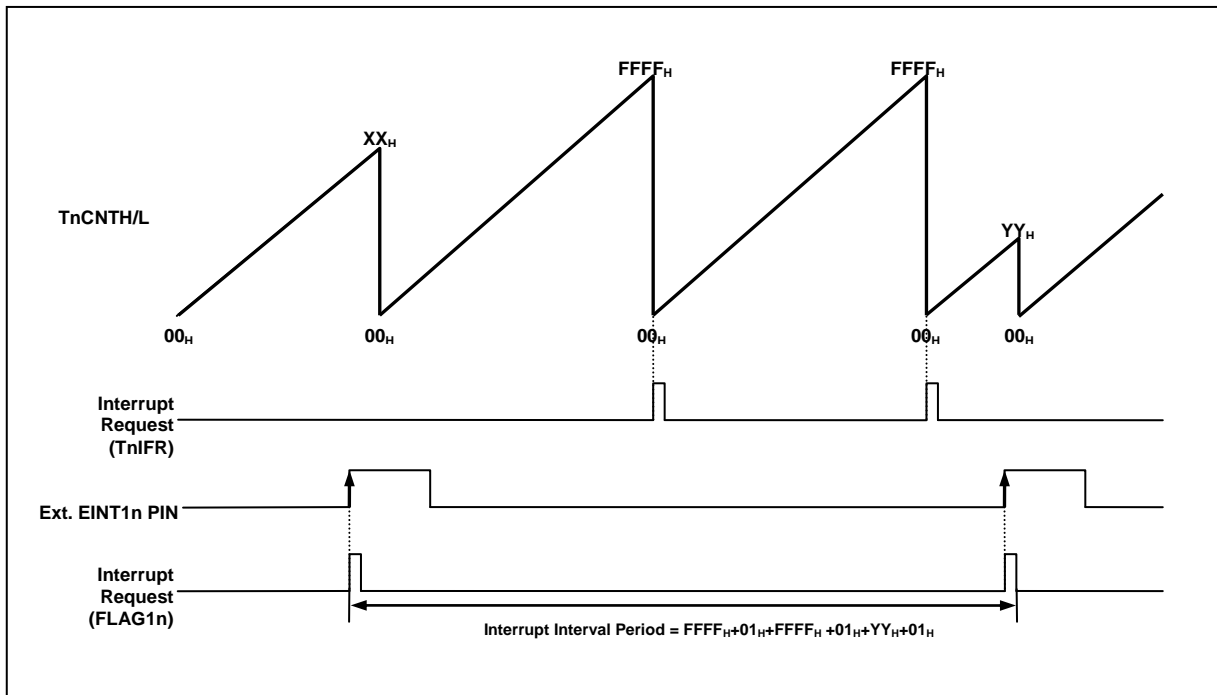 FFFFH FFFFH
XXH
TnCNTH/L
YYH
00H 00H 00H 00H 00H
Interrupt
Request
(TnIFR)
Ext. EINT1n PIN
Interrupt
Request
(FLAG1n)
Interrupt Interval Period = FFFFH+01H+FFFFH +01H+YYH+01H